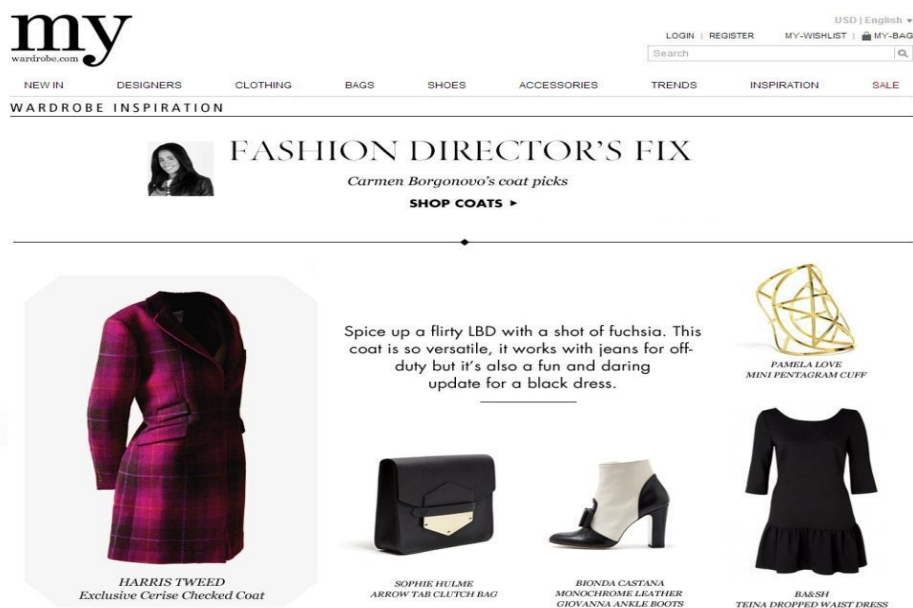 my
wardrobe.com
USD | English
LOGIN | REGISTER MY-WISHLIST | MY-BAG
Search
NEW IN DESIGNERS CLOTHING BAGS SHOES ACCESSORIES TRENDS INSPIRATION SALE
WARDROBE INSPIRATION
FASHION DIRECTOR'S FIX
Carmen Borgonovo's coat picks
SHOP COATS
Spice up a flirty LBD with a shot of fuchsia. This
coat is so versatile, it works with jeans for off-
duty but it's also a fun and daring
update for a black dress.
PAMELA LOVE
MINI PENTAGRAM CUFF
HARRIS TWEED
Exclusive Cerise Checked Coat
SOPHIE HULME
ARROW TAB CLUTCH BAG
BIONDA CASTANA
MONOCHROME LEATHER
GIOVANNA ANKLE BOOTS
BA&SH
TEINA DROPPED WAIST DRESS